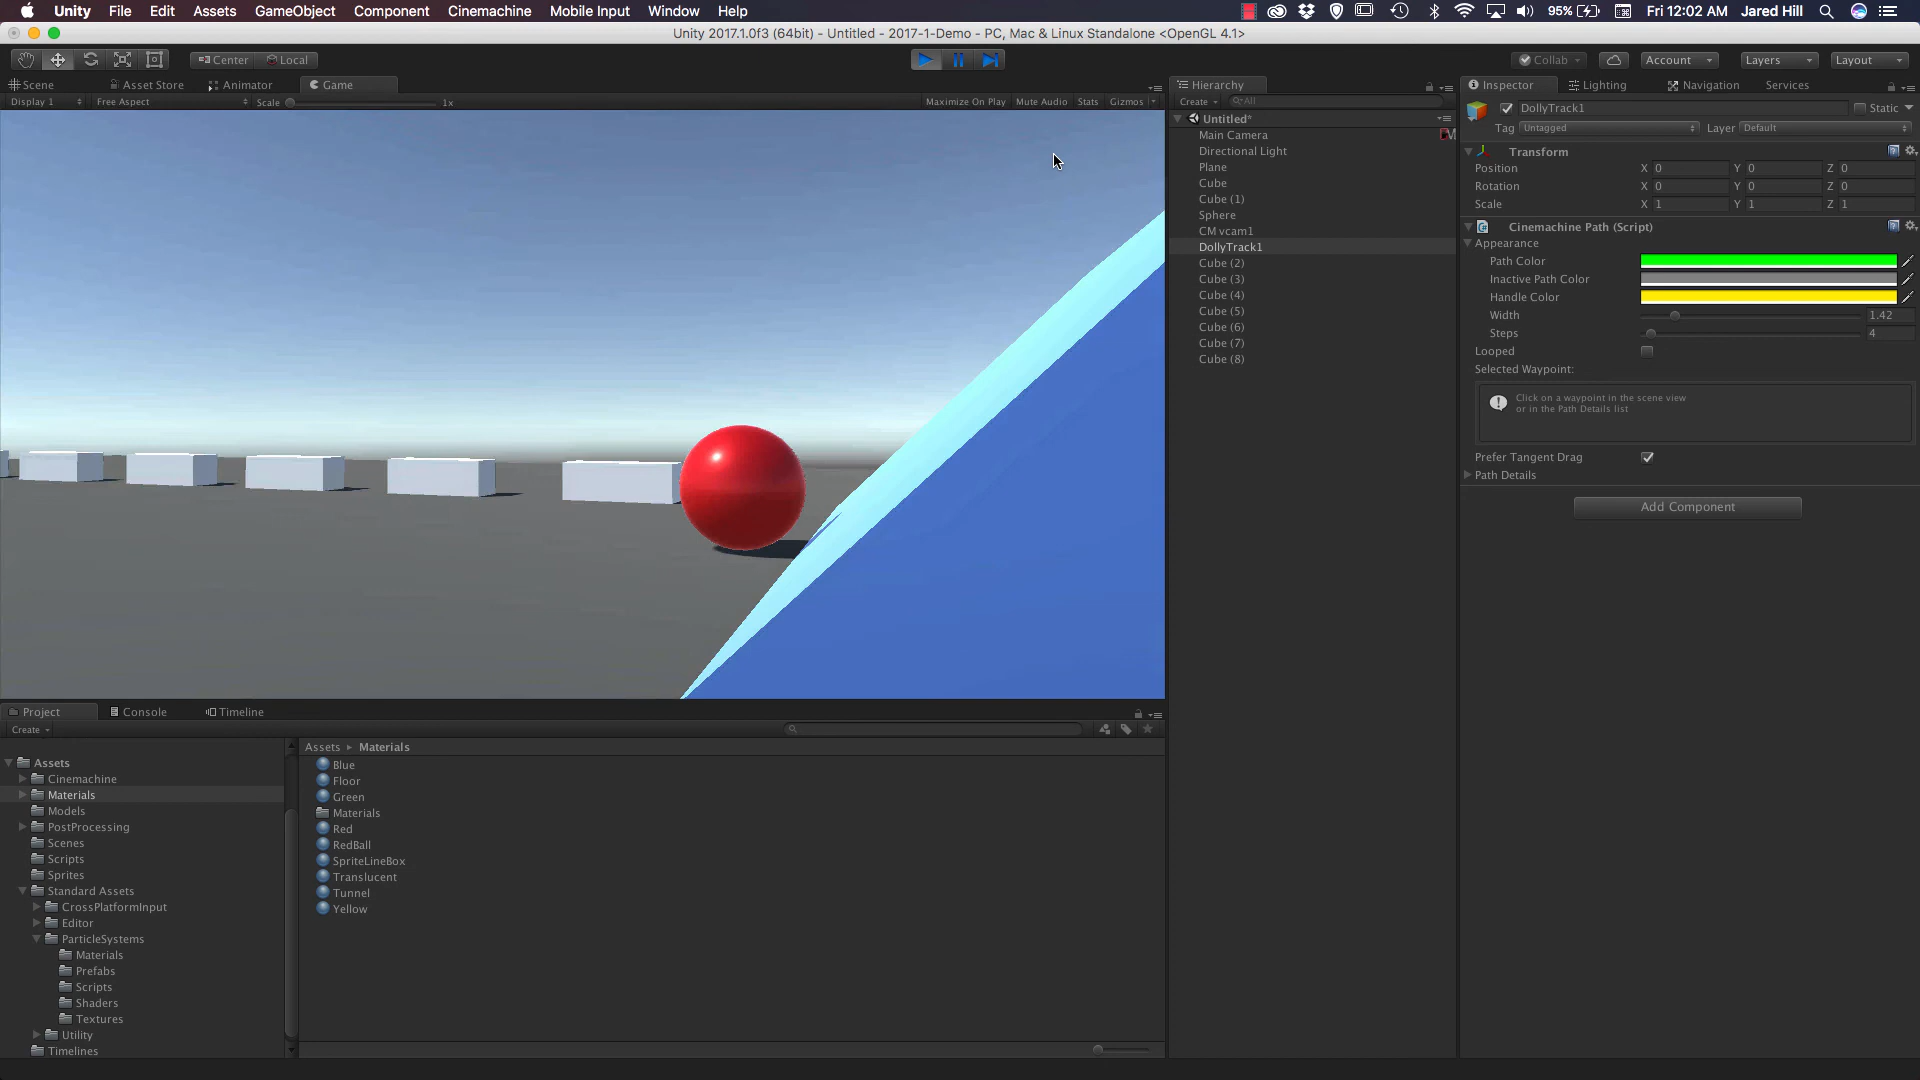 Unity File Edit Assets GameObject Component Cinemachine Mobile Input Window Help 95% Fri 12:02 AM Jared Hill
Unity 2017.1.0f3 (64bit) - Untitled - 2017-1-Demo - PC, Mac & Linux Standalone <OpenGL 4.1>
Center Local Collab Account Layers Layout
Scene Asset Store Animator Game
Display 1 Free Aspect Scale 1x Maximize On Play Mute Audio Stats Gizmos
Hierarchy
Create All
Untitled*
Main Camera
Directional Light
Plane
Cube
Cube (1)
Sphere
CM vcam1
DollyTrack1
Cube (2)
Cube (3)
Cube (4)
Cube (5)
Cube (6)
Cube (7)
Cube (8)
Inspector Lighting Navigation Services
DollyTrack1 Static
Tag Untagged Layer Default
Transform
Position X 0 Y 0 Z 0
Rotation X 0 Y 0 Z 0
Scale X 1 Y 1 Z 1
Cinemachine Path (Script)
Appearance
Path Color
Inactive Path Color
Handle Color
Width 1.42
Steps 4
Looped
Selected Waypoint:
Click on a waypoint in the scene view
or in the Path Details list
Prefer Tangent Drag
Path Details
Add Component
Project Console Timeline
Create
Assets
Cinemachine
Materials
Models
PostProcessing
Scenes
Scripts
Sprites
Standard Assets
CrossPlatformInput
Editor
ParticleSystems
Materials
Prefabs
Scripts
Shaders
Textures
Utility
Timelines
Assets Materials
Blue
Floor
Green
Materials
Red
RedBall
SpriteLineBox
Translucent
Tunnel
Yellow